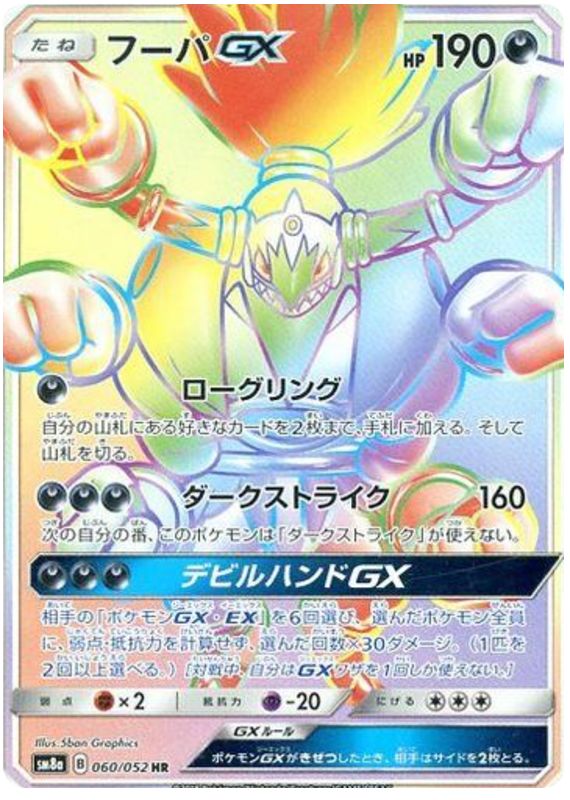 たね フーパGX HP 190
ローグリング
自分の山札にある好きなカードを2枚まで、手札に加える。そして
山札を切る。
ダークストライク 160
次の自分の番、このポケモンは「ダークストライク」が使えない。
デビルハンドGX
相手の「ポケモンGX・EX」を6回選び、選んだポケモン全員
に、弱点・抵抗力を計算せず、選んだ回数×30ダメージ。（1匹を
2回以上選べる。）[対戦中、自分はGXワザを1回しか使えない。]
弱点 ×2 抵抗力 -20 にげる
Illus.5ban Graphics
GXルール
SM8a B 060/052 HR
ポケモンGXがきぜつしたとき、相手はサイドを2枚とる。